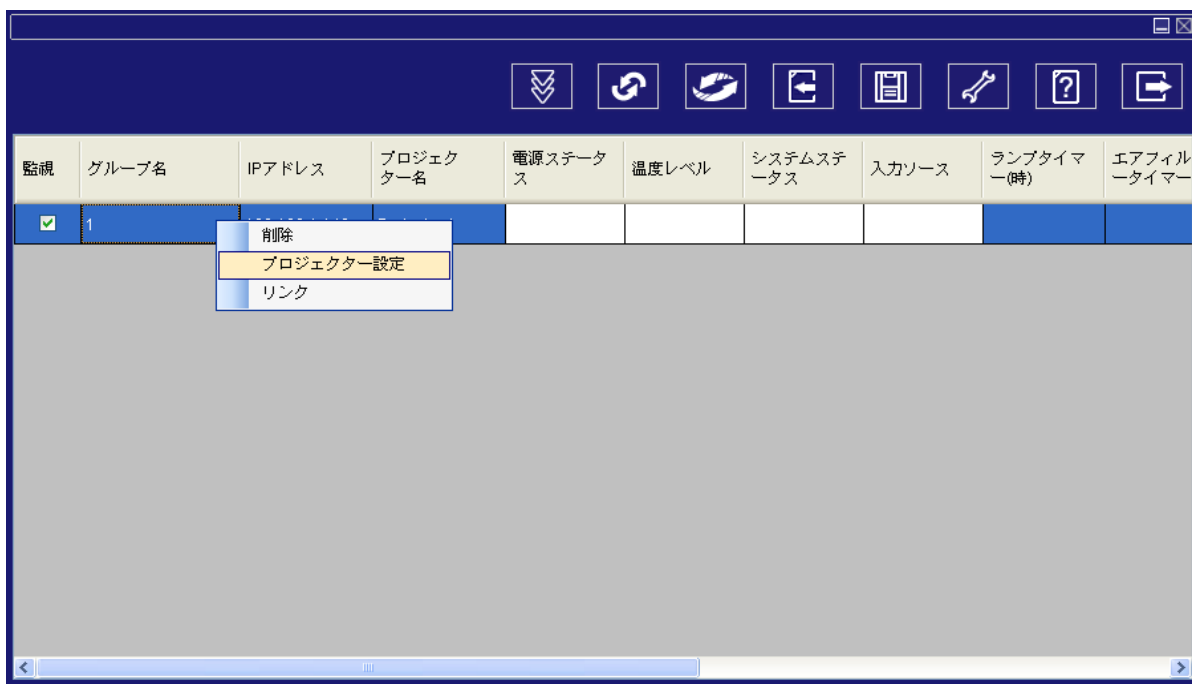 監視
グループ名
IPアドレス
プロジェク
ター名
電源ステータ
ス
温度レベル
システムステ
ータス
入力ソース
ランプタイマ
ー(時)
エアフィル
ータイマー
1
削除
プロジェクター設定
リンク